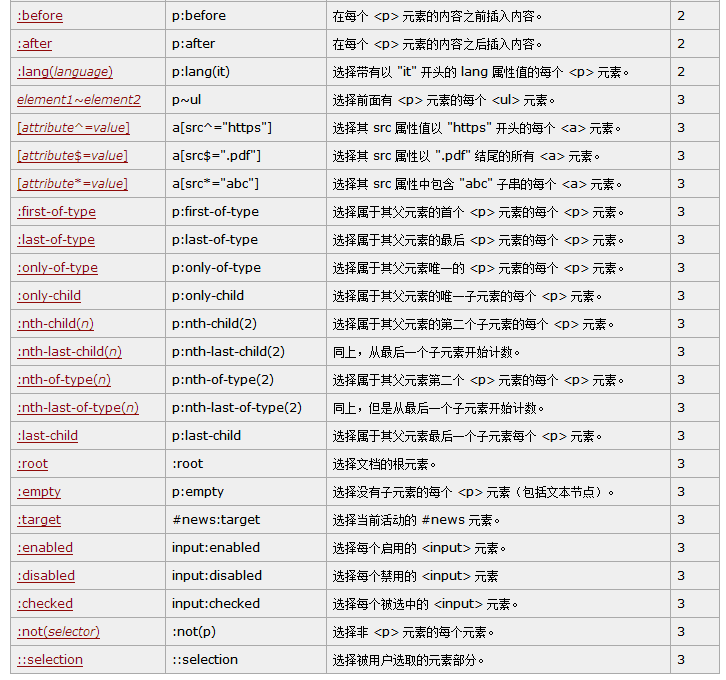 :before p:before 在每个 <p> 元素的内容之前插入内容。 2
:after p:after 在每个 <p> 元素的内容之后插入内容。 2
:lang(language) p:lang(it) 选择带有以 "it" 开头的 lang 属性值的每个 <p> 元素。 2
element1~element2 p~ul 选择前面有 <p> 元素的每个 <ul> 元素。 3
[attribute^=value] a[src^="https"] 选择其 src 属性值以 "https" 开头的每个 <a> 元素。 3
[attribute$=value] a[src$=".pdf"] 选择其 src 属性以 ".pdf" 结尾的所有 <a> 元素。 3
[attribute*=value] a[src*="abc"] 选择其 src 属性中包含 "abc" 子串的每个 <a> 元素。 3
:first-of-type p:first-of-type 选择属于其父元素的首个 <p> 元素的每个 <p> 元素。 3
:last-of-type p:last-of-type 选择属于其父元素的最后 <p> 元素的每个 <p> 元素。 3
:only-of-type p:only-of-type 选择属于其父元素唯一的 <p> 元素的每个 <p> 元素。 3
:only-child p:only-child 选择属于其父元素的唯一子元素的每个 <p> 元素。 3
:nth-child(n) p:nth-child(2) 选择属于其父元素的第二个子元素的每个 <p> 元素。 3
:nth-last-child(n) p:nth-last-child(2) 同上，从最后一个子元素开始计数。 3
:nth-of-type(n) p:nth-of-type(2) 选择属于其父元素第二个 <p> 元素的每个 <p> 元素。 3
:nth-last-of-type(n) p:nth-last-of-type(2) 同上，但是从最后一个子元素开始计数。 3
:last-child p:last-child 选择属于其父元素最后一个子元素每个 <p> 元素。 3
:root :root 选择文档的根元素。 3
:empty p:empty 选择没有子元素的每个 <p> 元素（包括文本节点）。 3
:target #news:target 选择当前活动的 #news 元素。 3
:enabled input:enabled 选择每个启用的 <input> 元素。 3
:disabled input:disabled 选择每个禁用的 <input> 元素 3
:checked input:checked 选择每个被选中的 <input> 元素。 3
:not(selector) :not(p) 选择非 <p> 元素的每个元素。 3
::selection ::selection 选择被用户选取的元素部分。 3